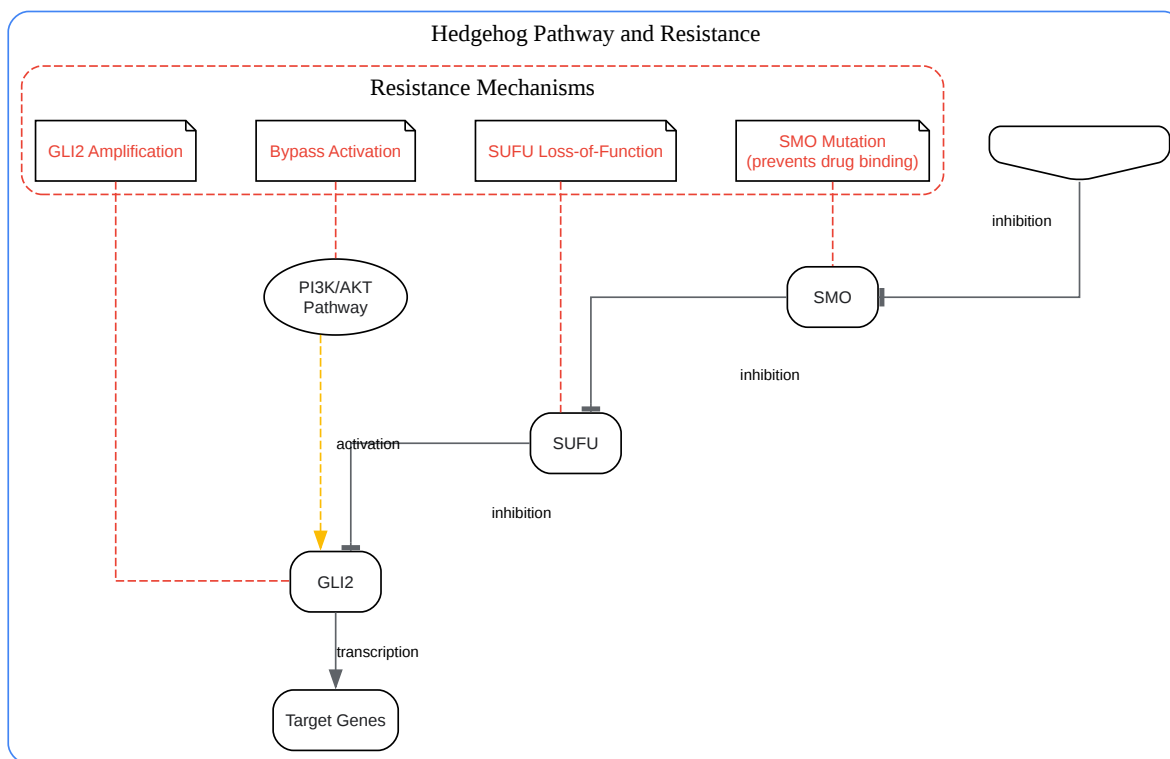 Hedgehog Pathway and Resistance
Resistance Mechanisms
GLI2 Amplification
Bypass Activation
SUFU Loss-of-Function
SMO Mutation
(prevents drug binding)
inhibition
PI3K/AKT
Pathway
SMO
inhibition
activation
SUFU
inhibition
GLI2
transcription
Target Genes